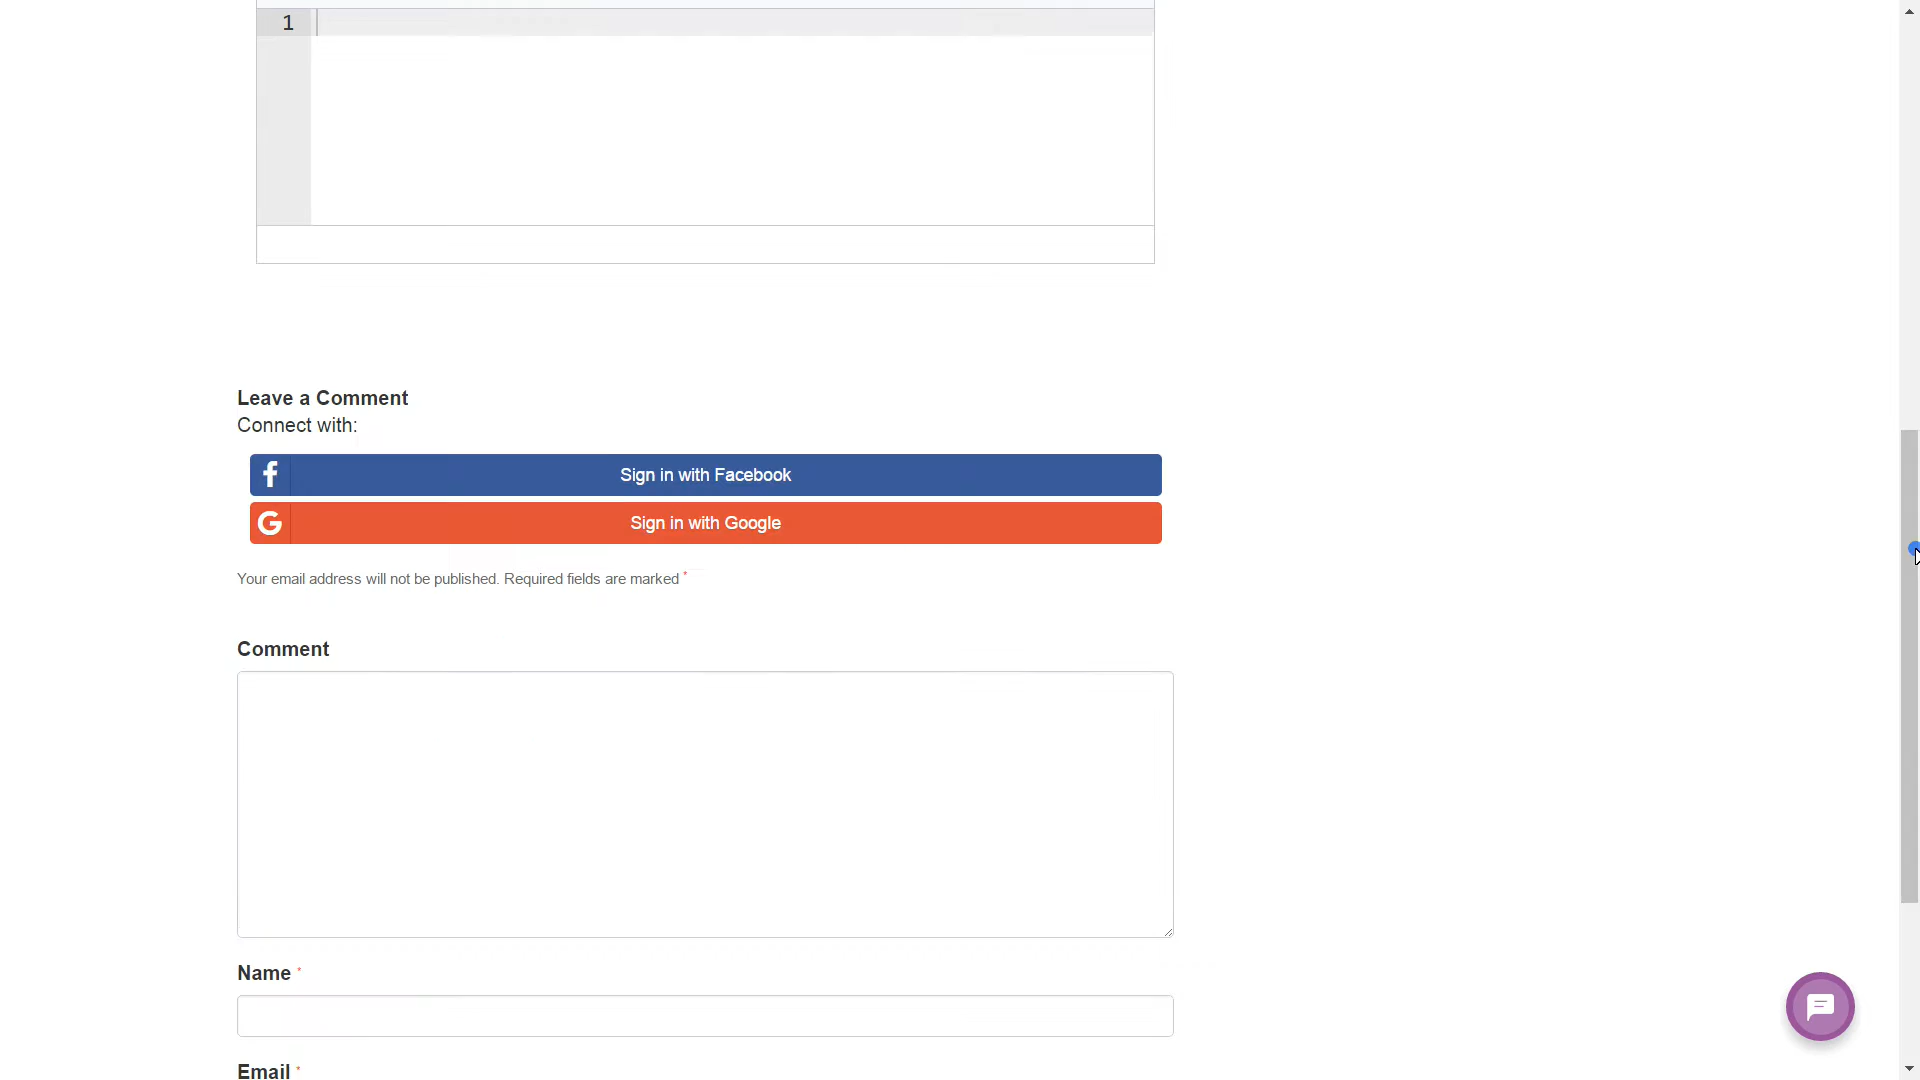 1
Leave a Comment
Connect with:
Sign in with Facebook
Sign in with Google
Your email address will not be published. Required fields are marked *
Comment
Name *
Email *